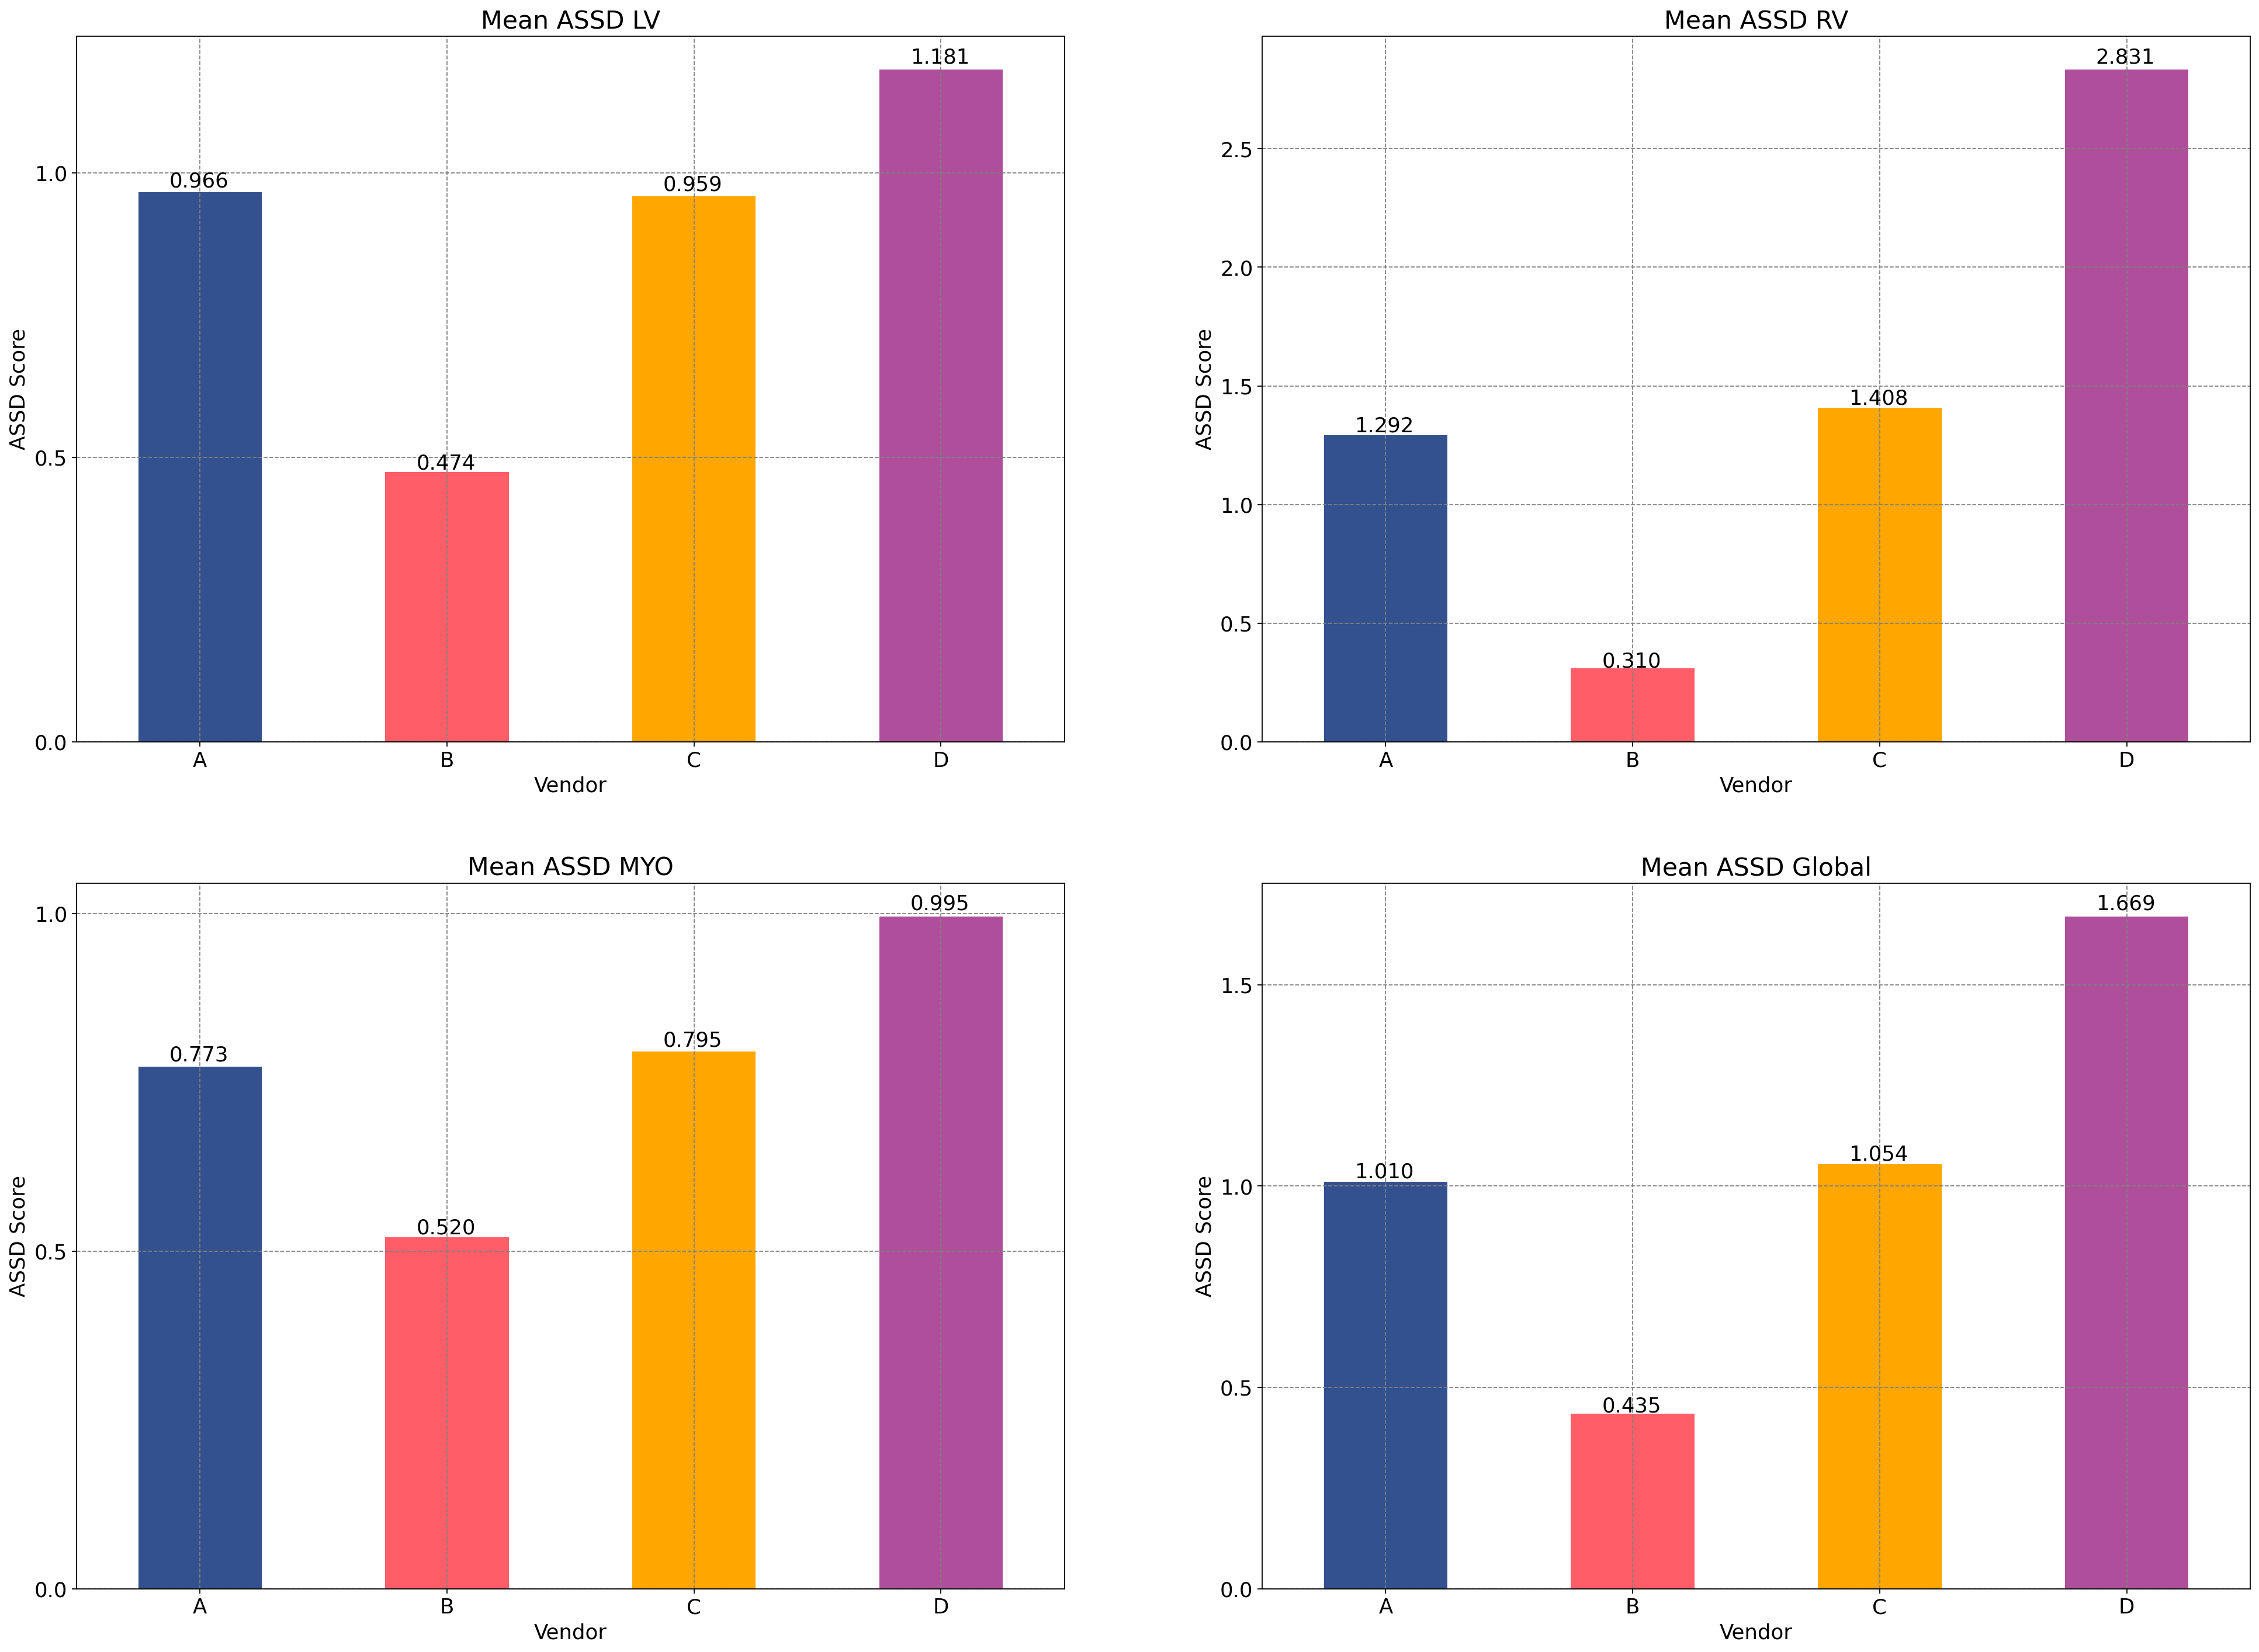 Mean ASSD LV
ASSD Score
1.0
0.5
0.0
0.966
0.474
0.959
1.181
A
B
C
D
Vendor
Mean ASSD RV
ASSD Score
2.5
2.0
1.5
1.0
0.5
0.0
1.292
0.310
1.408
2.831
A
B
C
D
Vendor
Mean ASSD MYO
ASSD Score
1.0
0.5
0.0
0.773
0.520
0.795
0.995
A
B
C
D
Vendor
Mean ASSD Global
ASSD Score
1.5
1.0
0.5
0.0
1.010
0.435
1.054
1.669
A
B
C
D
Vendor